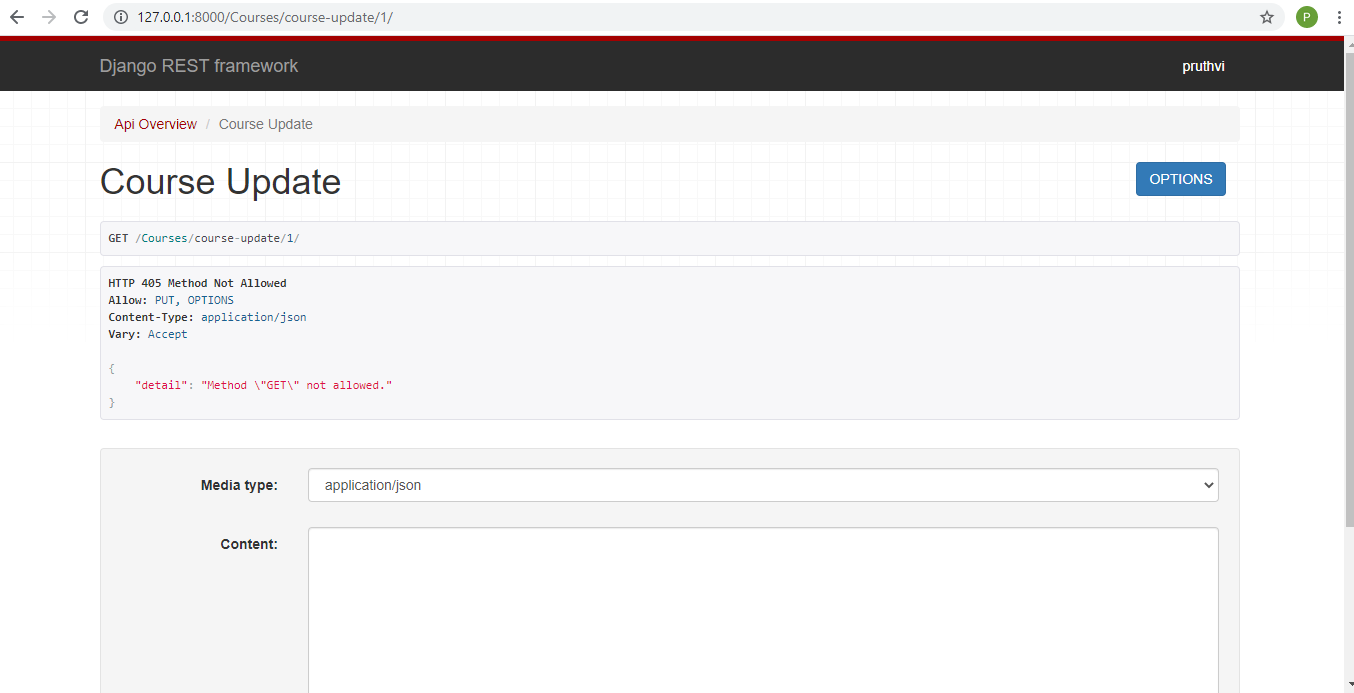 127.0.0.1:8000/Courses/course-update/1/
P
Django REST framework
pruthvi
Api Overview / Course Update
Course Update
OPTIONS
GET /Courses/course-update/1/
HTTP 405 Method Not Allowed
Allow: PUT, OPTIONS
Content-Type: application/json
Vary: Accept
{
"detail": "Method \"GET\" not allowed."
}
Media type:
application/json
Content: